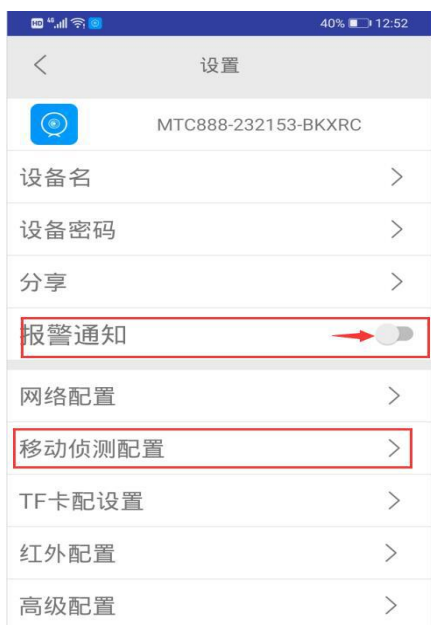 HD 46 40% 12:52
设置
MTC888-232153-BKXRC
设备名
设备密码
分享
报警通知
网络配置
移动侦测配置
TF卡配设置
红外配置
高级配置